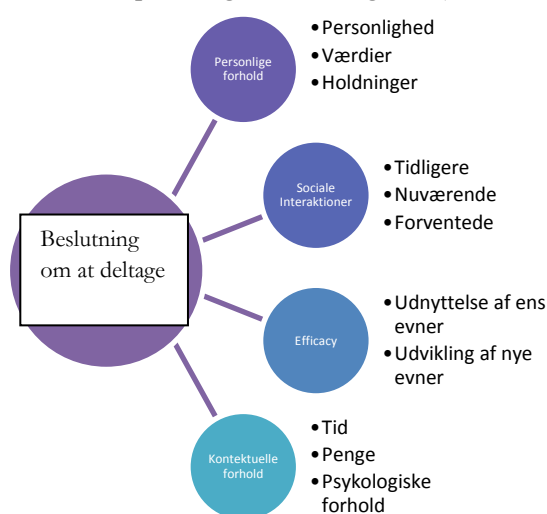 Personlige
forhold
•Personlighed
•Værdier
•Holdninger
Sociale
Interaktioner
•Tidligere
•Nuværende
•Forventede
Beslutning
om at deltage
Efficacy
•Udnyttelse af ens
evner
•Udvikling af nye
evner
Kontektuelle
forhold
•Tid
•Penge
•Psykologiske
forhold